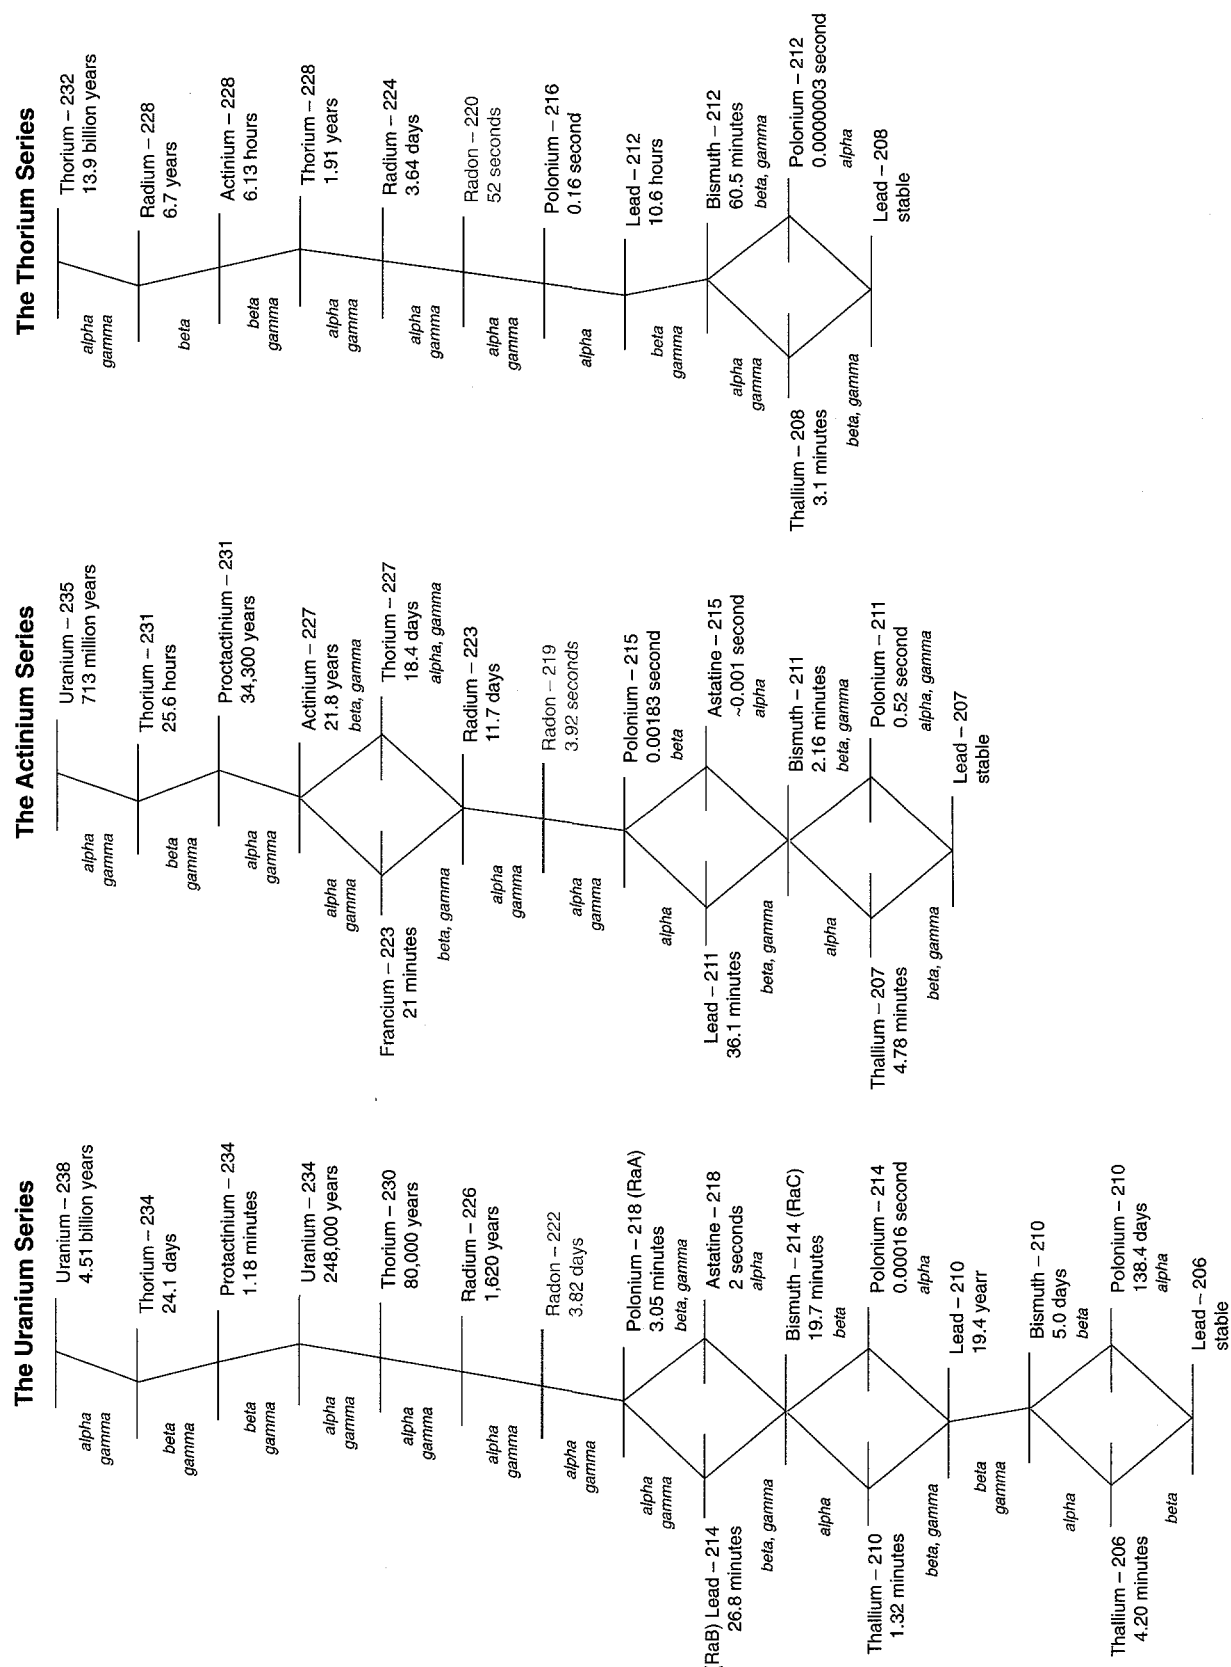 The Uranium Series
Uranium – 238
4.51 billion years
alpha
gamma
Thorium – 234
24.1 days
beta
gamma
Protactinium – 234
1.18 minutes
beta
gamma
Uranium – 234
248,000 years
alpha
gamma
Thorium – 230
80,000 years
alpha
gamma
Radium – 226
1,620 years
alpha
gamma
Radon – 222
3.82 days
alpha
gamma
Polonium – 218 (RaA)
3.05 minutes
beta, gamma
alpha
gamma
Astatine – 218
2 seconds
alpha
(RaB) Lead – 214
26.8 minutes
beta, gamma
Bismuth – 214 (RaC)
19.7 minutes
beta
alpha
Polonium – 214
0.00016 second
alpha
Thallium – 210
1.32 minutes
beta, gamma
Lead – 210
19.4 yearr
beta
gamma
Bismuth – 210
5.0 days
beta
alpha
Polonium – 210
138.4 days
alpha
Thallium – 206
4.20 minutes
beta
Lead – 206
stable
The Actinium Series
Uranium – 235
713 million years
alpha
gamma
Thorium – 231
25.6 hours
beta
gamma
Proctactinium – 231
34,300 years
alpha
gamma
Actinium – 227
21.8 years
beta, gamma
alpha
gamma
Thorium – 227
18.4 days
alpha, gamma
Francium – 223
21 minutes
beta, gamma
Radium – 223
11.7 days
alpha
gamma
Radon – 219
3.92 seconds
alpha
gamma
Polonium – 215
0.00183 second
beta
alpha
Astatine – 215
~0.001 second
alpha
Lead – 211
36.1 minutes
beta, gamma
Bismuth – 211
2.16 minutes
beta, gamma
alpha
Polonium – 211
0.52 second
alpha, gamma
Thallium – 207
4.78 minutes
beta, gamma
Lead – 207
stable
The Thorium Series
Thorium – 232
13.9 billion years
alpha
gamma
Radium – 228
6.7 years
beta
Actinium – 228
6.13 hours
beta
gamma
Thorium – 228
1.91 years
alpha
gamma
Radium – 224
3.64 days
alpha
gamma
Radon – 220
52 seconds
alpha
gamma
Polonium – 216
0.16 second
alpha
Lead – 212
10.6 hours
beta
gamma
Bismuth – 212
60.5 minutes
beta, gamma
alpha
gamma
Polonium – 212
0.0000003 second
alpha
Thallium – 208
3.1 minutes
beta, gamma
Lead – 208
stable